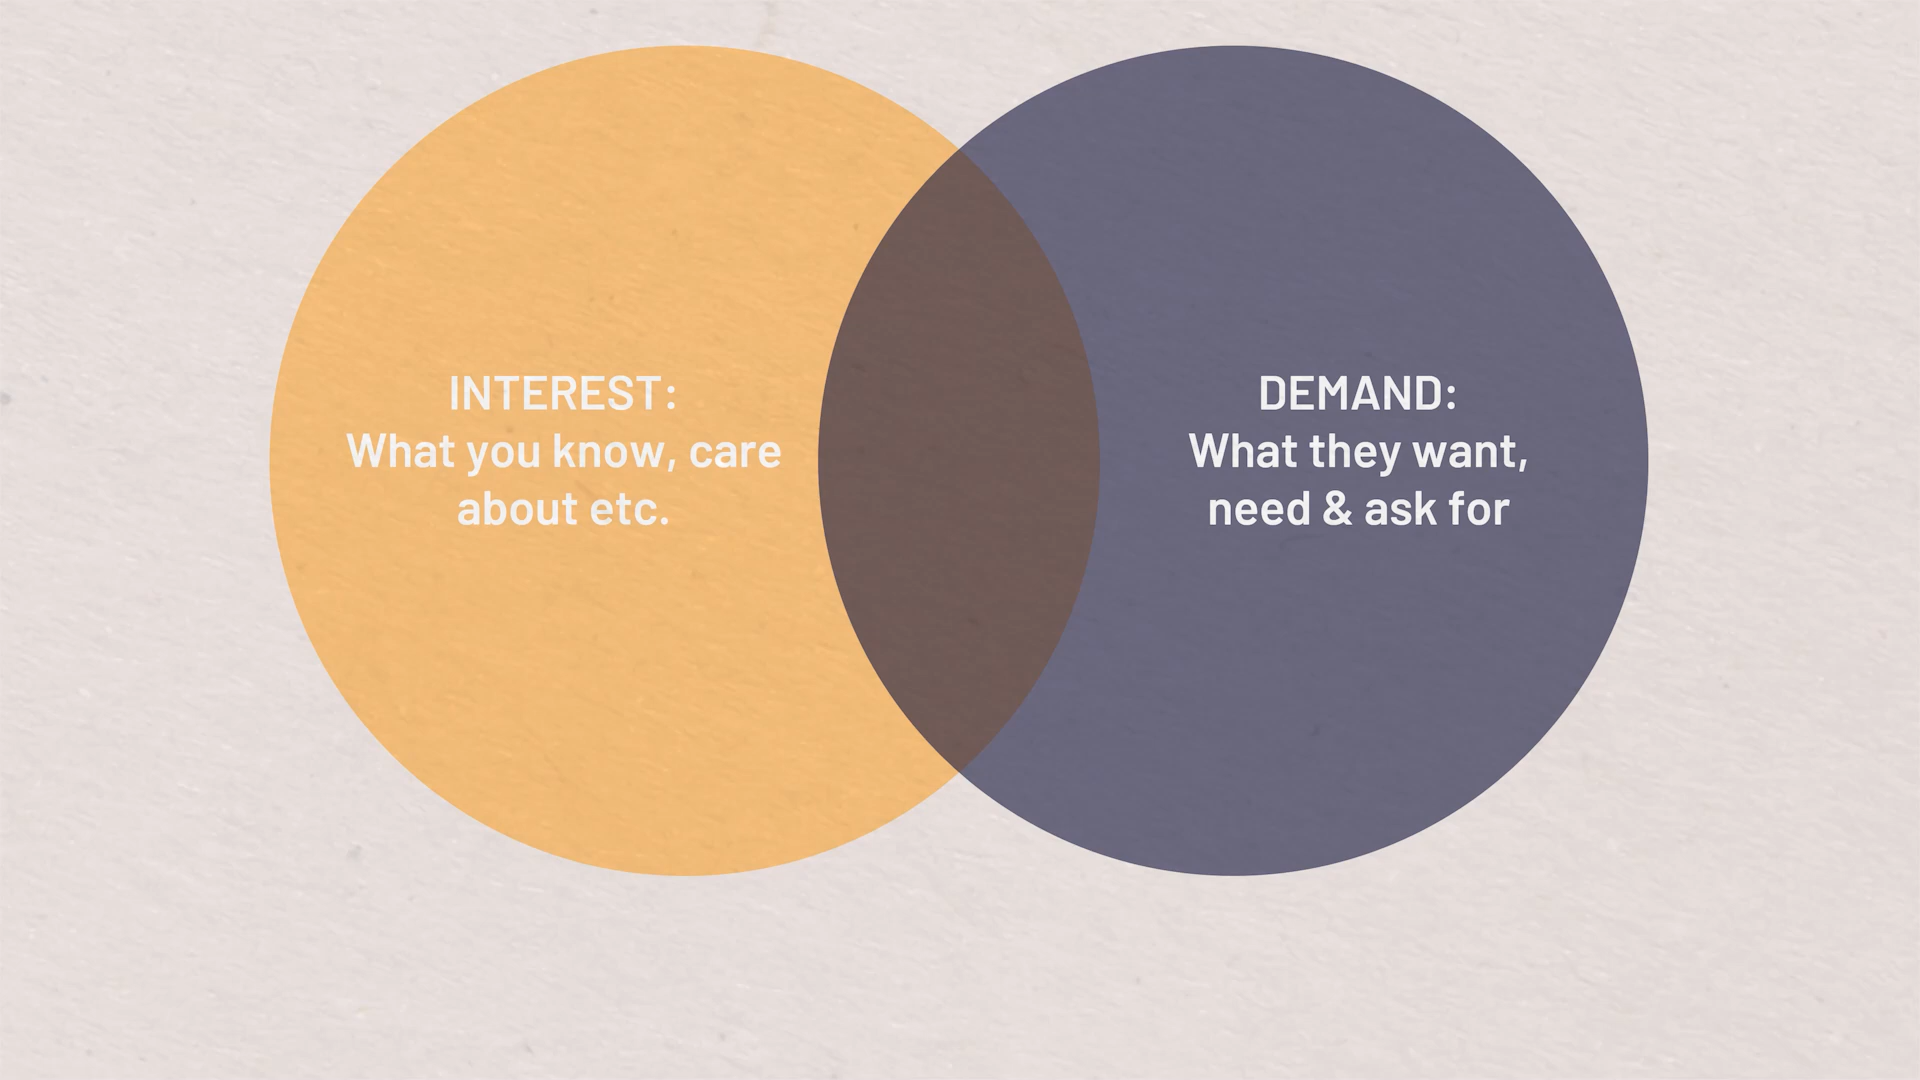 INTEREST:
What you know, care
about etc.
DEMAND:
What they want,
need & ask for